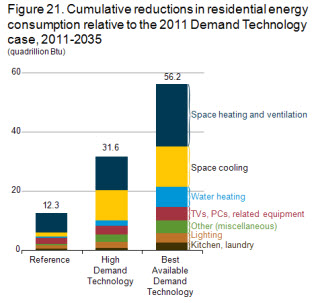 Figure 21. Cumulative reductions in residential energy
consumption relative to the 2011 Demand Technology
case, 2011-2035
(quadrillion Btu)
60
56.2
Space heating and ventilation
40
31.6
Space cooling
20
12.3
Water heating
TVs, PCs, related equipment
Other (miscellaneous)
Lighting
Kitchen, laundry
0
Reference
High
Demand
Technology
Best
Available
Demand
Technology